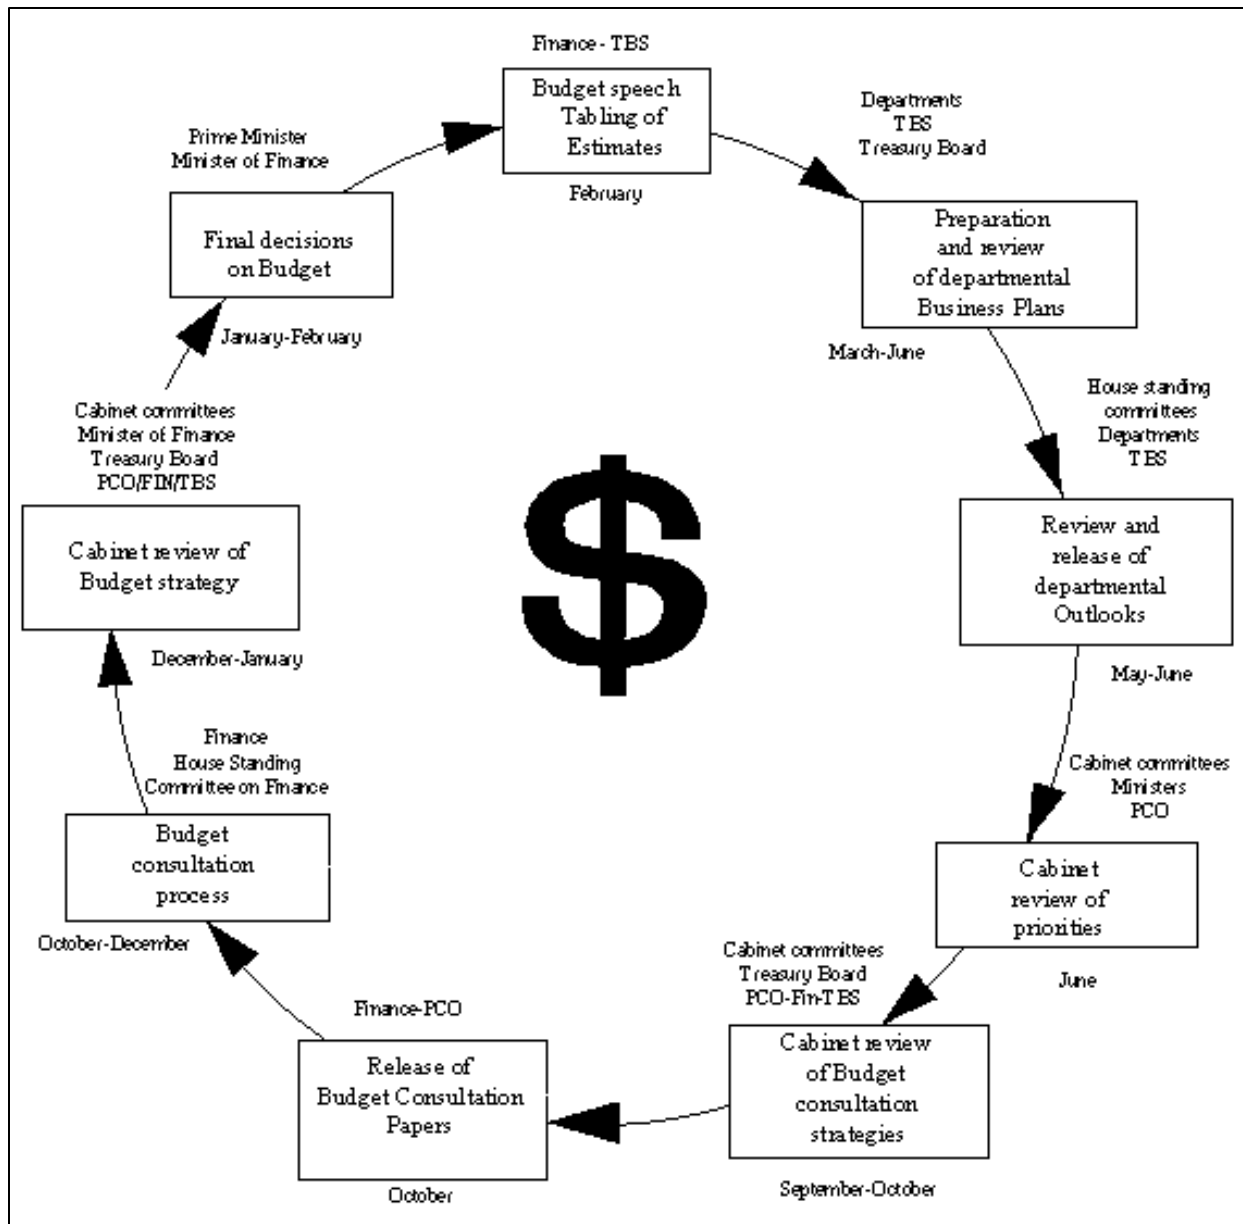 Finance - TBS
Budget speech
Tabling of
Estimates
February
Departments
TBS
Treasury Board
Preparation
and review
of departmental
Business Plans
March-June
House standing
committees
Departments
TBS
Review and
release of
departmental
Outlooks
May-June
Cabinet committees
Ministers
PCO
Cabinet
review of
priorities
June
Cabinet committees
Treasury Board
PCO-Fin-TBS
Cabinet review
of Budget
consultation
strategies
September-October
Finance-PCO
Release of
Budget Consultation
Papers
October
Finance
House Standing
Committee on Finance
Budget
consultation
process
October-December
Cabinet committees
Minister of Finance
Treasury Board
PCO/FIN/TBS
Cabinet review of
Budget strategy
December-January
Prime Minister
Minister of Finance
Final decisions
on Budget
January-February
$